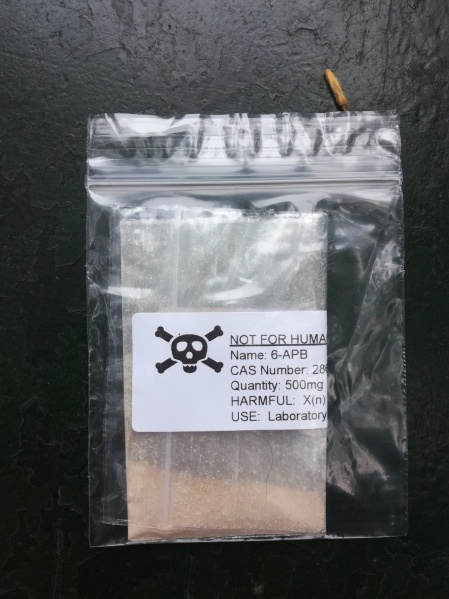 NOT FOR HUMA
Name: 6-APB
CAS Number: 28
Quantity: 500mg
HARMFUL: X(n)
USE: Laboratory